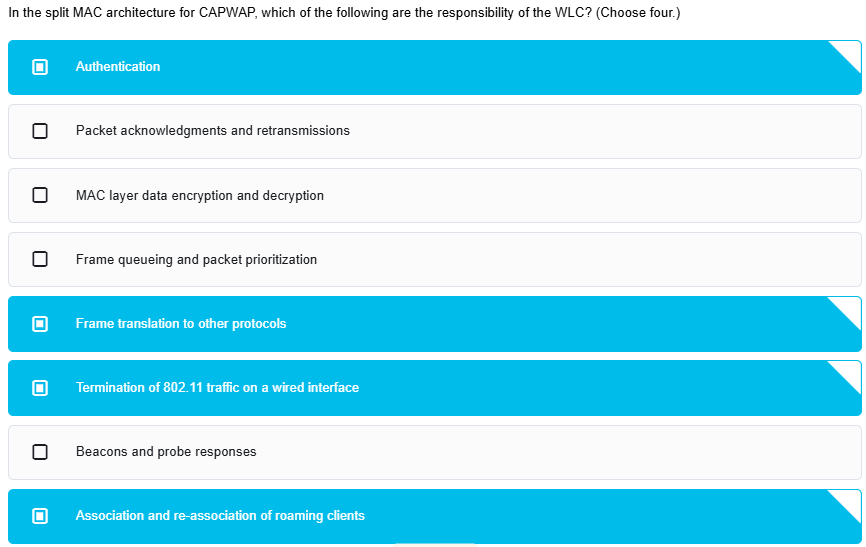 In the split MAC architecture for CAPWAP, which of the following are the responsibility of the WLC? (Choose four.)
Authentication
Packet acknowledgments and retransmissions
MAC layer data encryption and decryption
Frame queueing and packet prioritization
Frame translation to other protocols
Termination of 802.11 traffic on a wired interface
Beacons and probe responses
Association and re-association of roaming clients